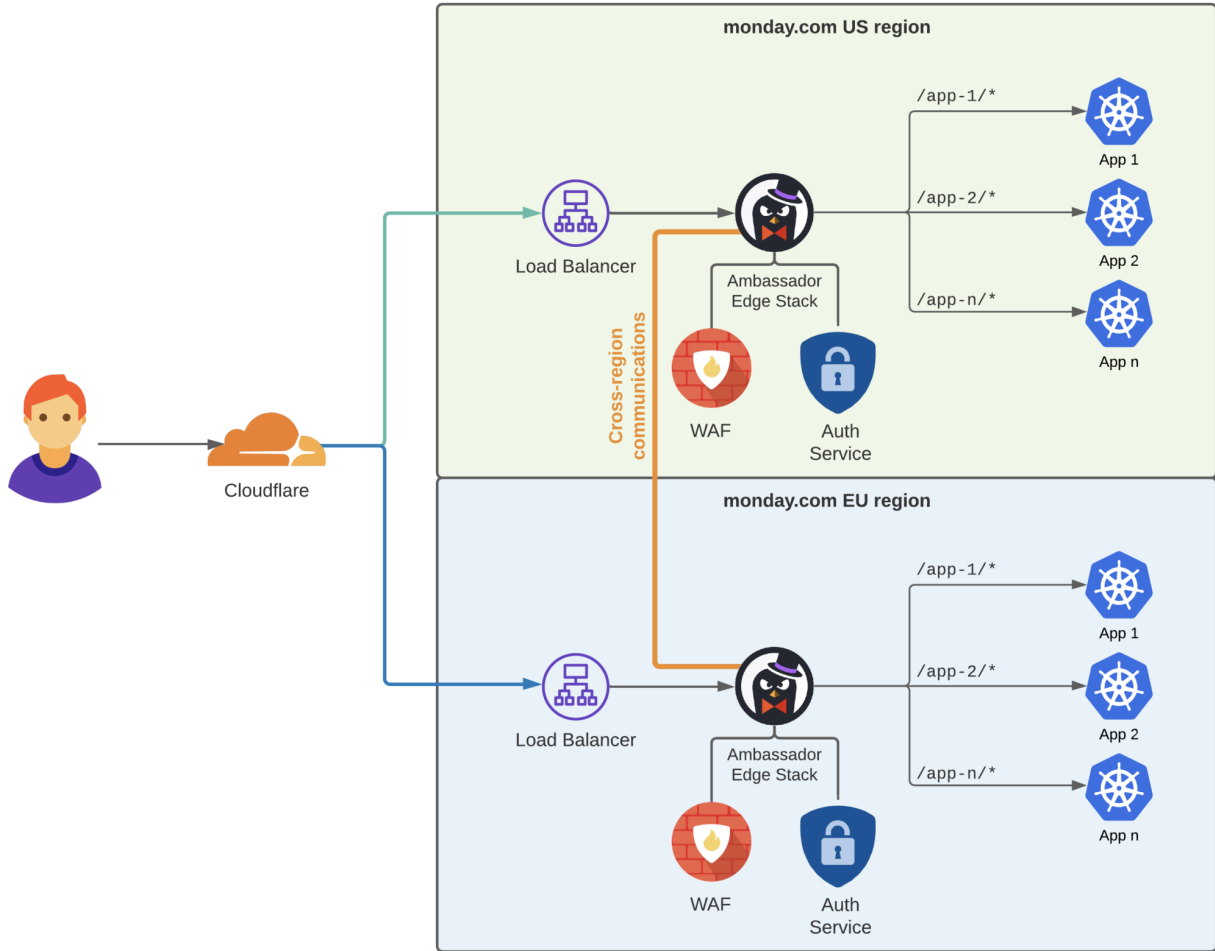 monday.com US region
/app-1/*
App 1
/app-2/*
App 2
/app-n/*
App n
Load Balancer
Ambassador
Edge Stack
WAF
Auth
Service
Cross-region
communications
Cloudflare
monday.com EU region
/app-1/*
App 1
/app-2/*
App 2
/app-n/*
App n
Load Balancer
Ambassador
Edge Stack
WAF
Auth
Service